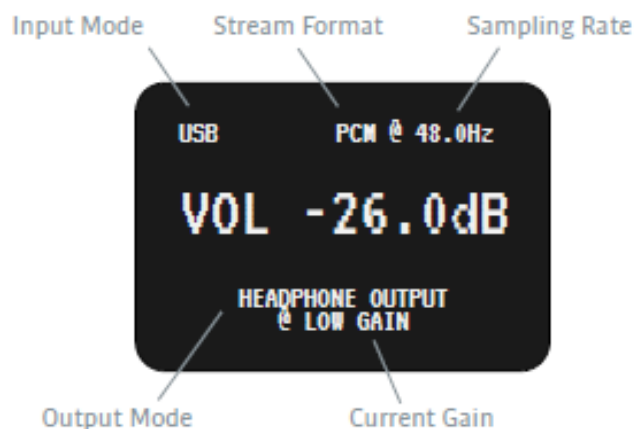 Input Mode Stream Format Sampling Rate
USB PCM @ 48.0Hz
VOL -26.0dB
HEADPHONE OUTPUT
@ LOW GAIN
Output Mode Current Gain